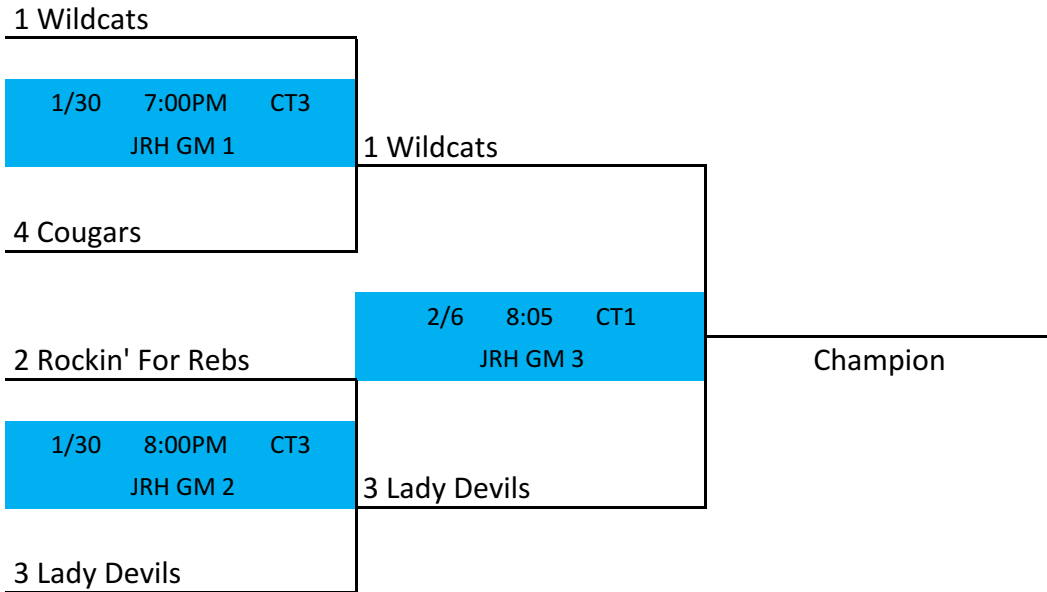 1 Wildcats
1/30 7:00PM CT3
JRH GM 1
1 Wildcats
4 Cougars
2/6 8:05 CT1
JRH GM 3
2 Rockin' For Rebs
Champion
1/30 8:00PM CT3
JRH GM 2
3 Lady Devils
3 Lady Devils